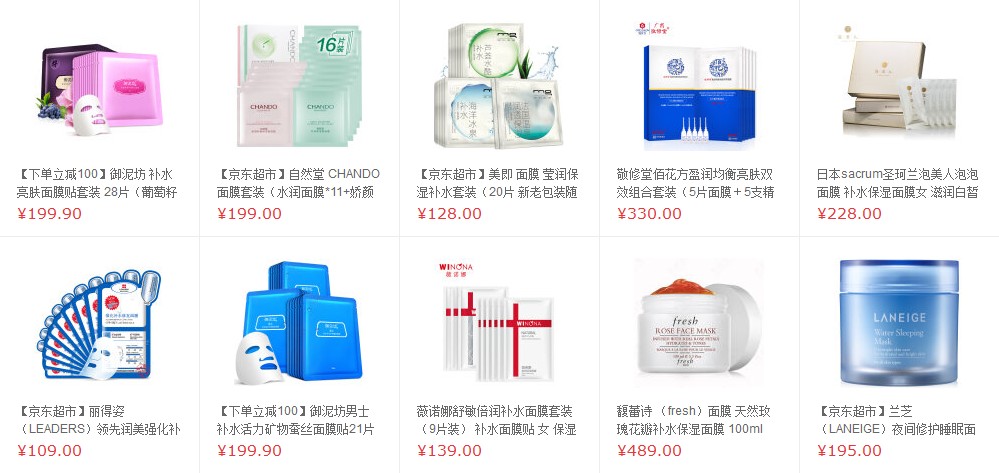 CHANDO
16片装
CHANDO
CHANDO
【下单立减100】御泥坊 补水
亮肤面膜贴套装 28片（葡萄籽
¥199.90
【京东超市】自然堂 CHANDO
面膜套装（水润面膜*11+娇颜
¥199.00
【京东超市】美即 面膜 莹润保
湿补水套装（20片 新老包装随
¥128.00
敬修堂佰花方盈润均衡亮肤双
效组合套装（5片面膜＋5支精
¥330.00
日本sacrum圣珂兰泡美人泡泡
面膜 补水保湿面膜女 滋润白皙
¥228.00
WINONA
薇诺娜
WINONA
fresh
ROSE FACE MASK
fresh
LANEIGE
Water Sleeping
Mask
【京东超市】丽得姿
（LEADERS）领先润美强化补
¥109.00
【下单立减100】御泥坊男士
补水活力矿物蚕丝面膜贴21片
¥199.90
薇诺娜舒敏倍润补水面膜套装
（9片装） 补水面膜贴 女 保湿
¥139.00
馥蕾诗 （fresh）面膜 天然玫
瑰花瓣补水保湿面膜 100ml
¥489.00
【京东超市】兰芝
（LANEIGE）夜间修护睡眠面
¥195.00